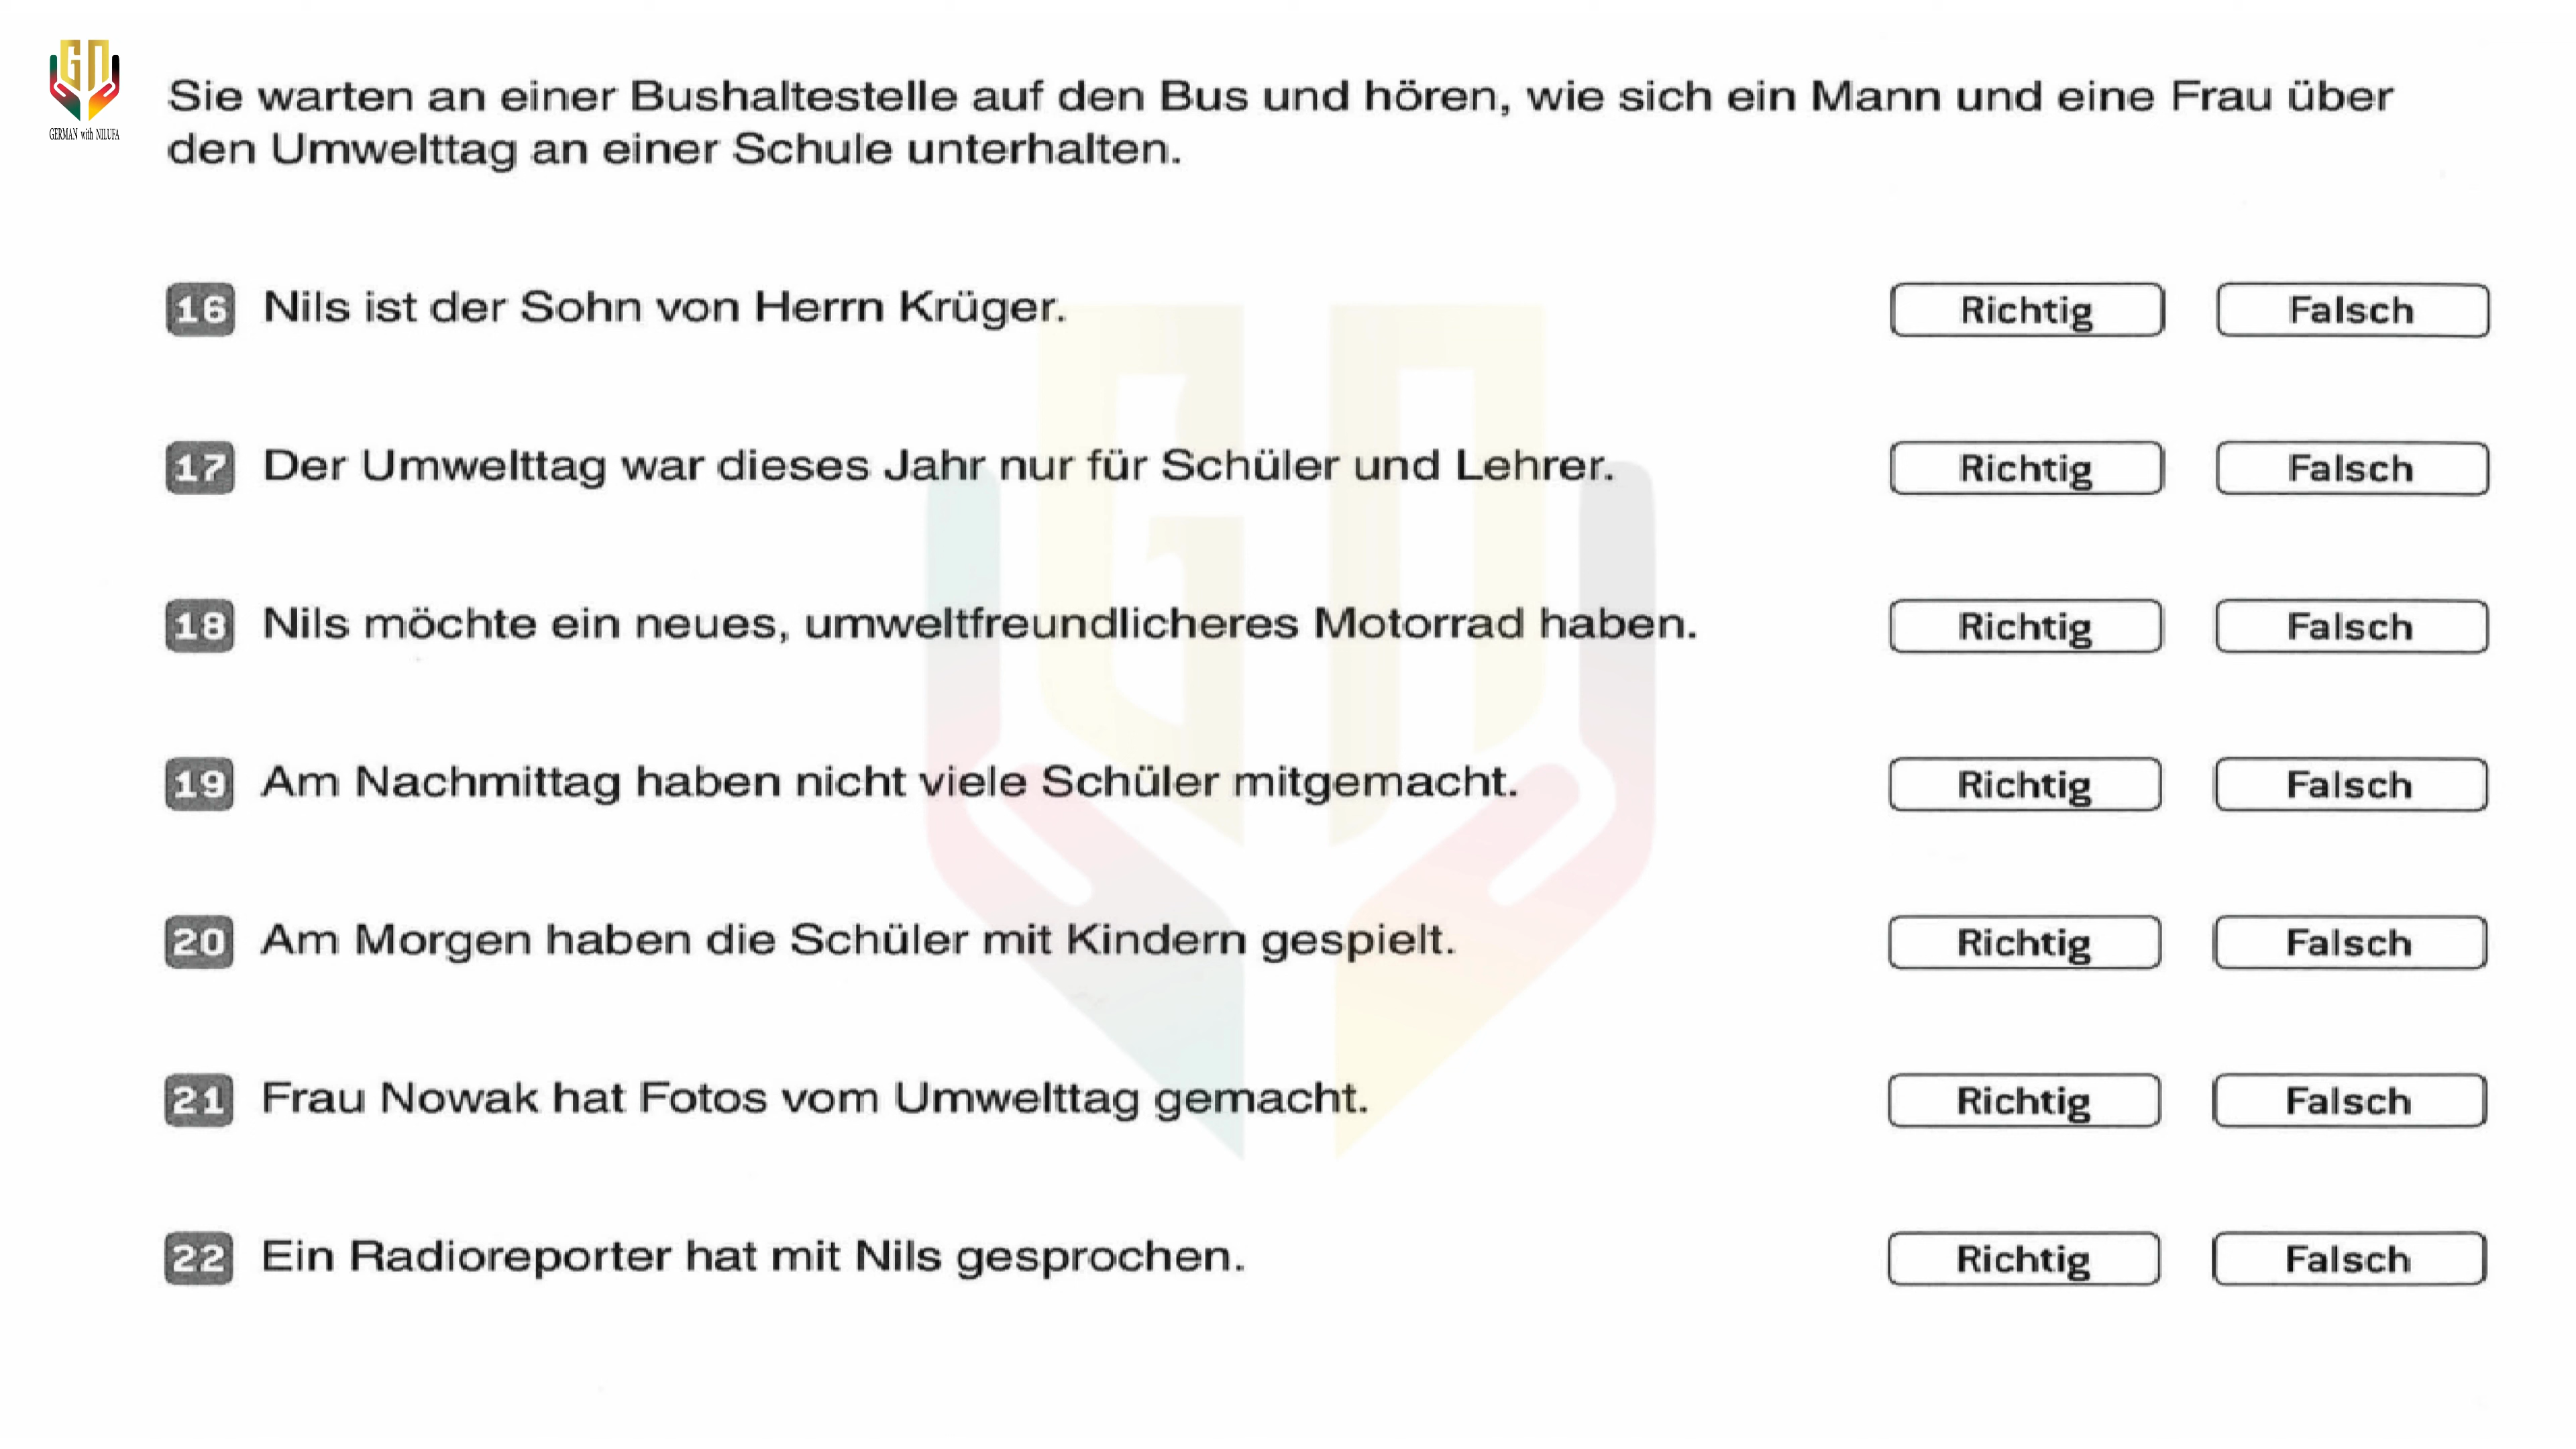 GN
GERMAN with NILUFA
Sie warten an einer Bushaltestelle auf den Bus und hören, wie sich ein Mann und eine Frau über
den Umwelttag an einer Schule unterhalten.
16 Nils ist der Sohn von Herrn Krüger. Richtig Falsch
17 Der Umwelttag war dieses Jahr nur für Schüler und Lehrer. Richtig Falsch
18 Nils möchte ein neues, umweltfreundlicheres Motorrad haben. Richtig Falsch
19 Am Nachmittag haben nicht viele Schüler mitgemacht. Richtig Falsch
20 Am Morgen haben die Schüler mit Kindern gespielt. Richtig Falsch
21 Frau Nowak hat Fotos vom Umwelttag gemacht. Richtig Falsch
22 Ein Radioreporter hat mit Nils gesprochen. Richtig Falsch